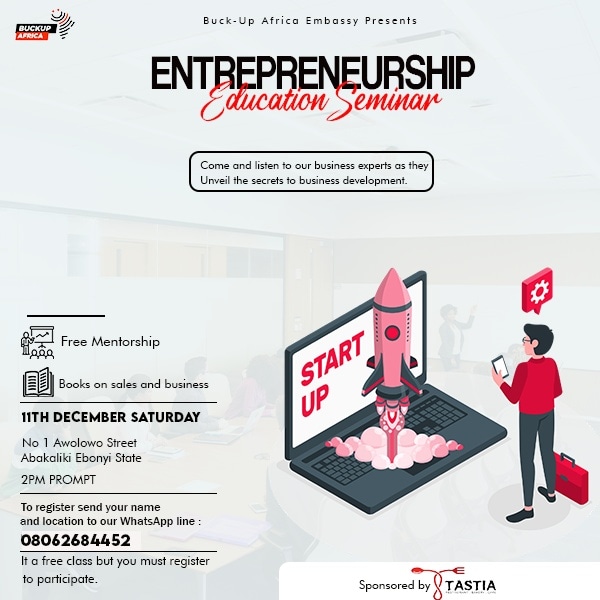 BUCKUP
AFRICA
Buck-Up Africa Embassy Presents
ENTREPRENEURSHIP
Education Seminar
Come and listen to our business experts as they
Unveil the secrets to business development.
START
UP
Free Mentorship
Books on sales and business
11TH DECEMBER SATURDAY
No 1 Awolowo Street
Abakaliki Ebonyi State
2PM PROMPT
To register send your name
and location to our WhatsApp line :
08062684452
It a free class but you must register
to participate.
Sponsored by
TASTIA